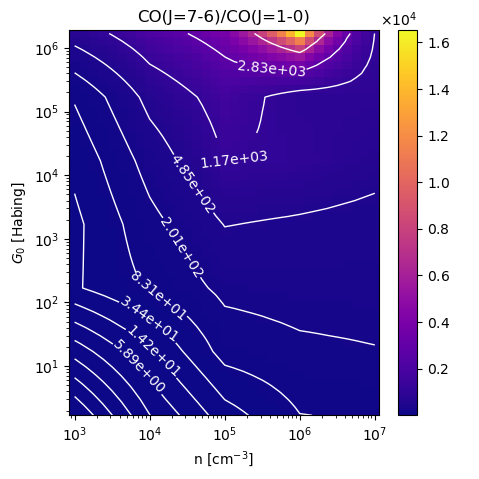 CO(J=7-6)/CO(J=1-0)
×10⁴
10⁶
10⁵
10⁴
10³
10²
10¹
G₀ [Habing]
2.83e+03
1.17e+03
4.85e+02
2.01e+02
8.31e+01
3.44e+01
1.42e+01
5.89e+00
10³
10⁴
10⁵
10⁶
10⁷
n [cm⁻³]
1.6
1.4
1.2
1.0
0.8
0.6
0.4
0.2